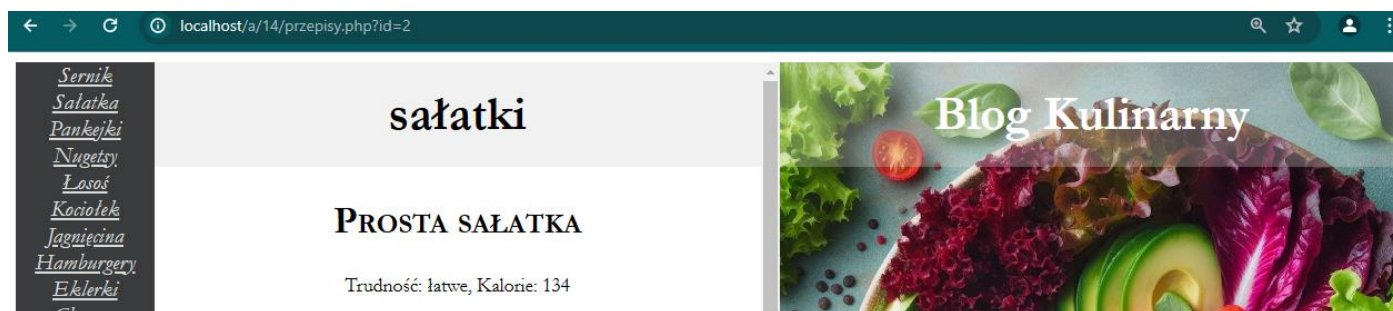 localhost/a/14/przepisy.php?id=2
Sernik
Sałatka
Pankejki
Nugetsy
Łosoś
Kociołek
Jagnięcina
Hamburgery
Eklerki
sałatki
Prosta sałatka
Trudność: łatwe, Kalorie: 134
Blog Kulinarny